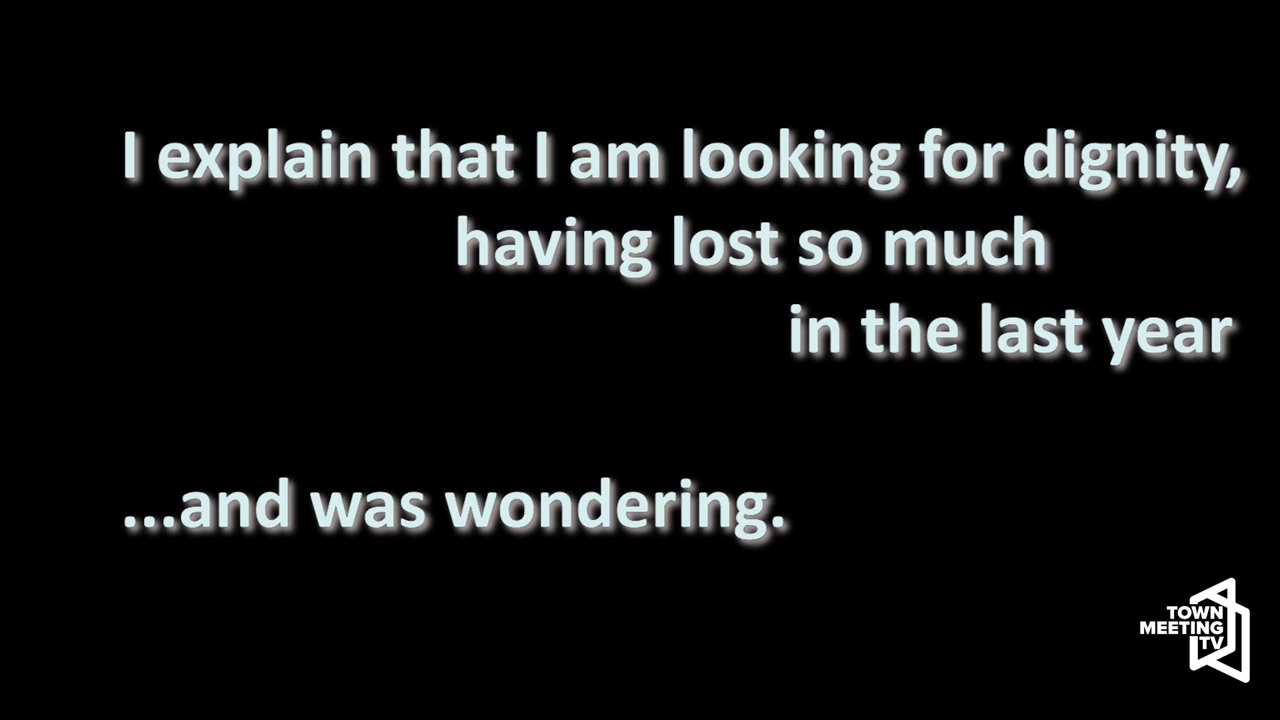 I explain that I am looking for dignity,
having lost so much
in the last year
...and was wondering.
TOWN
MEETING
TV